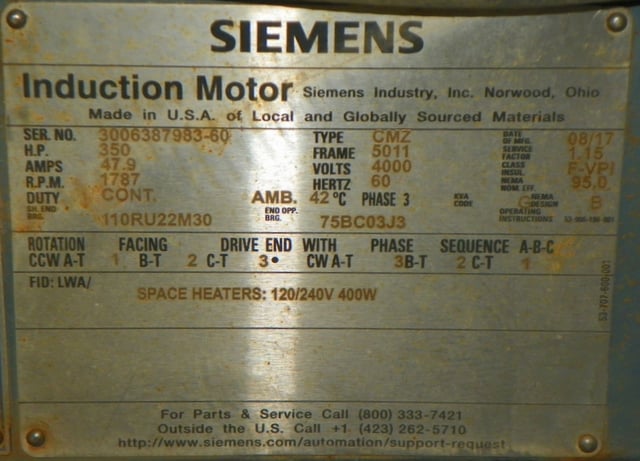 SIEMENS
Induction Motor Siemens Industry, Inc. Norwood, Ohio
Made in U.S.A. of Local and Globally Sourced Materials
SER. NO. 3006387983-60 TYPE CMZ DATE OF MFG. 08/17
H.P. 350 FRAME 5011 SERVICE FACTOR 1.15
AMPS 47.9 VOLTS 4000 CLASS INSUL. F-VPI
R.P.M. 1787 HERTZ 60 NEMA NOM. EFF. 95.0
DUTY CONT. AMB. 42 °C PHASE 3 KVA CODE G NEMA DESIGN B
SH. END BRG. 110RU22M30 END OPP. BRG. 75BC03J3 OPERATING INSTRUCTIONS
ROTATION FACING DRIVE END WITH PHASE SEQUENCE A-B-C
CCW A-T 1 B-T 2 C-T 3 • CW A-T 3 B-T 2 C-T 1
FID: LWA/
SPACE HEATERS: 120/240V 400W
53-707-600-001
For Parts & Service Call (800) 333-7421
Outside the U.S. Call +1 (423) 262-5710
http://www.siemens.com/automation/support-request